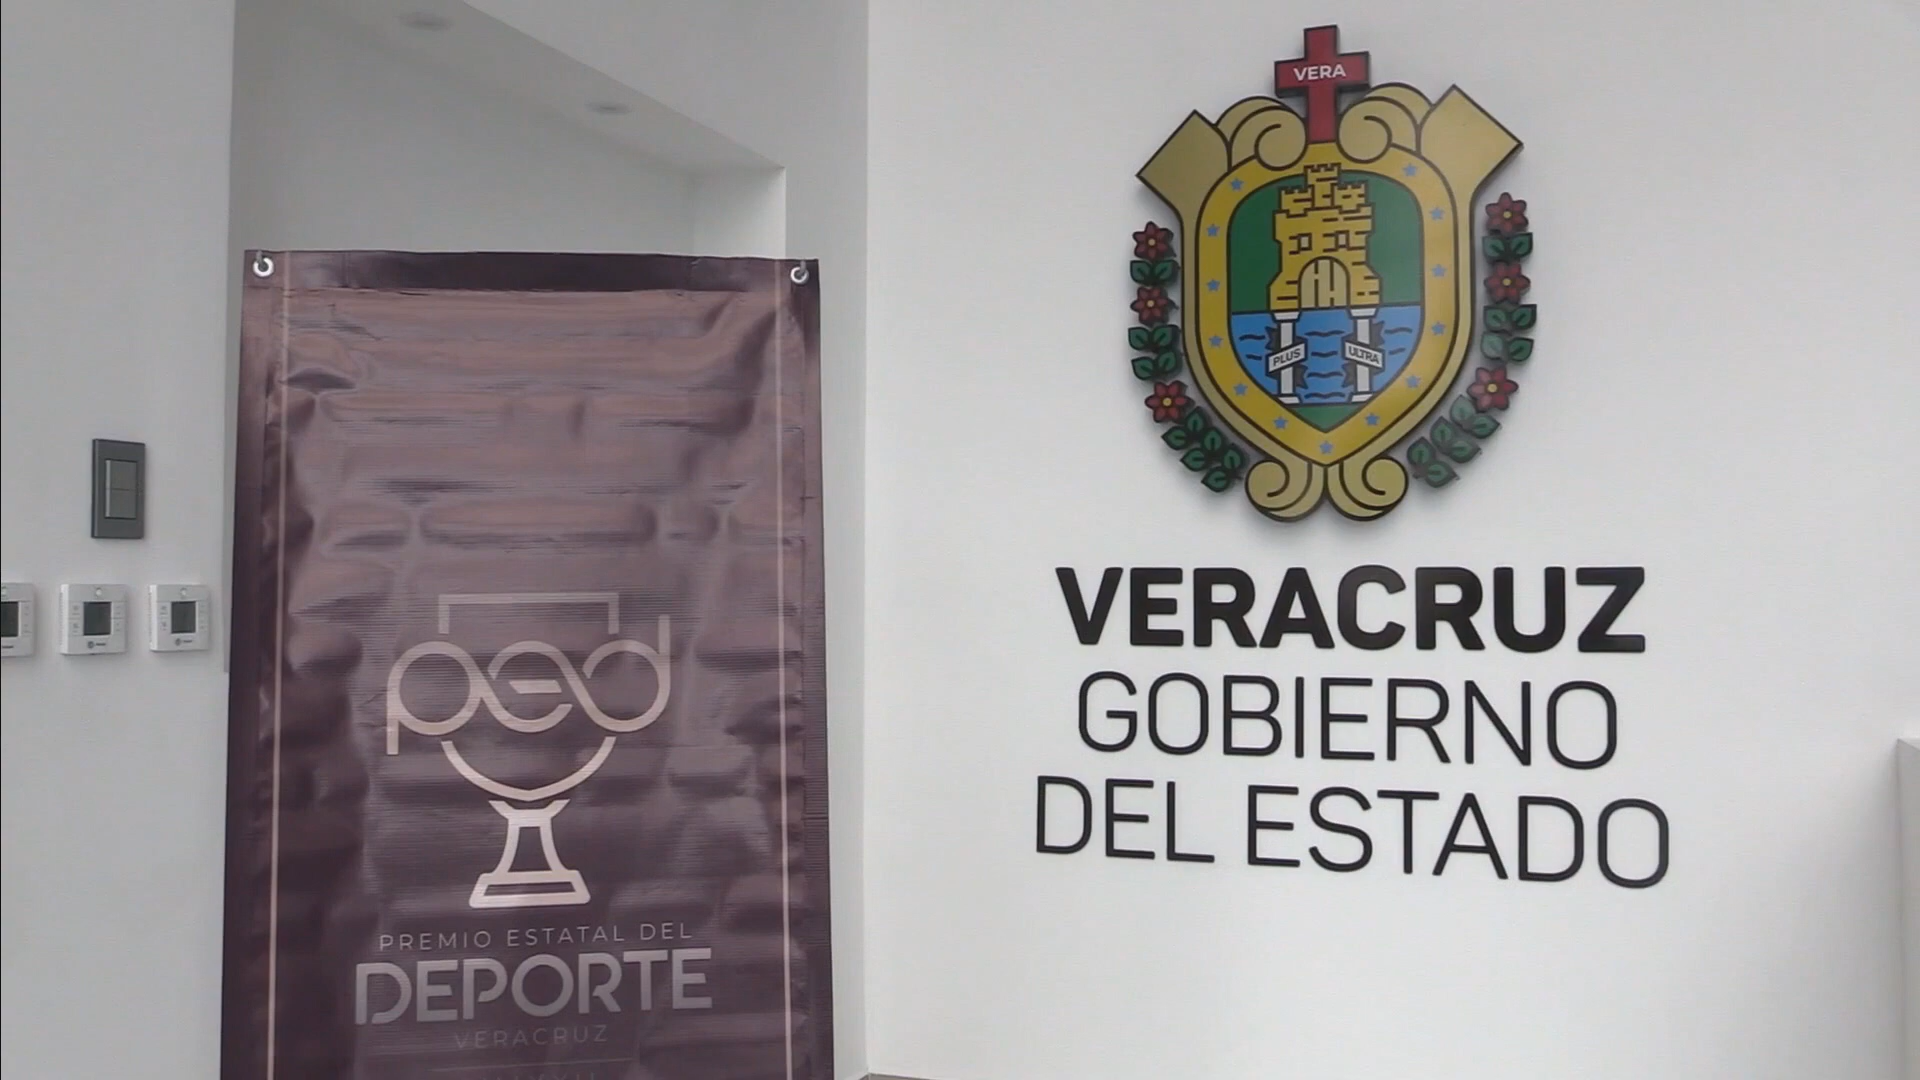 ped
PREMIO ESTATAL DEL
DEPORTE
VERACRUZ
VERA
PLUS ULTRA
VERACRUZ
GOBIERNO
DEL ESTADO